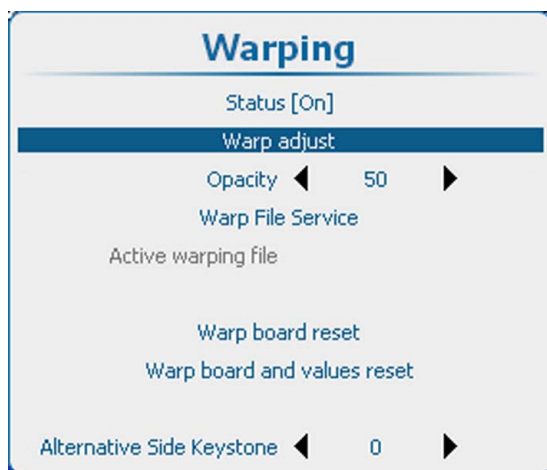 Warping
Status [On]
Warp adjust
Opacity 50
Warp File Service
Active warping file
Warp board reset
Warp board and values reset
Alternative Side Keystone 0